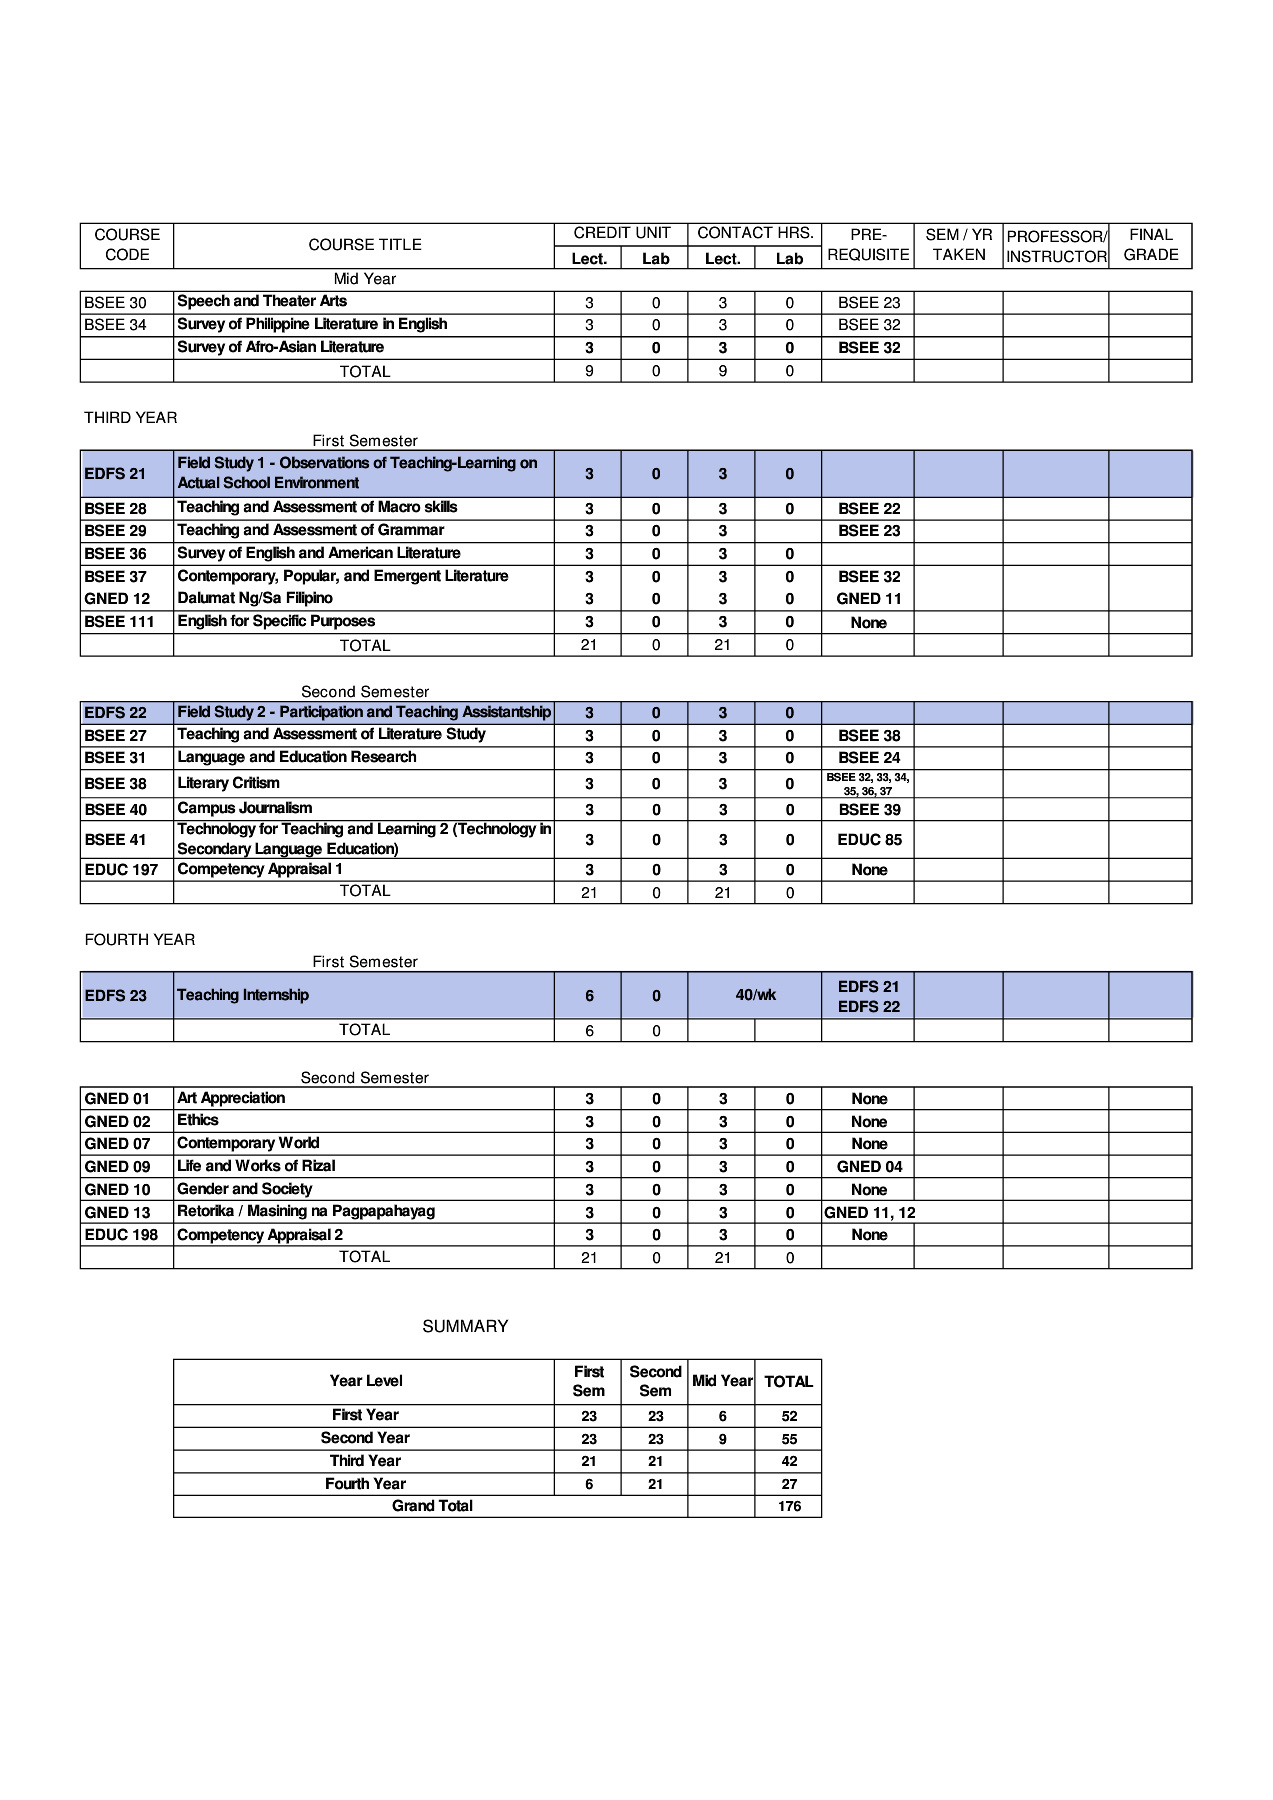 COURSE CODE COURSE TITLE CREDIT UNIT CONTACT HRS. PRE-REQUISITE SEM / YR TAKEN PROFESSOR/ INSTRUCTOR FINAL GRADE
Lect. Lab Lect. Lab
Mid Year
BSEE 30 Speech and Theater Arts 3 0 3 0 BSEE 23
BSEE 34 Survey of Philippine Literature in English 3 0 3 0 BSEE 32
Survey of Afro-Asian Literature 3 0 3 0 BSEE 32
TOTAL 9 0 9 0
THIRD YEAR
First Semester
EDFS 21 Field Study 1 - Observations of Teaching-Learning on Actual School Environment 3 0 3 0
BSEE 28 Teaching and Assessment of Macro skills 3 0 3 0 BSEE 22
BSEE 29 Teaching and Assessment of Grammar 3 0 3 BSEE 23
BSEE 36 Survey of English and American Literature 3 0 3 0
BSEE 37 Contemporary, Popular, and Emergent Literature 3 0 3 0 BSEE 32
GNED 12 Dalumat Ng/Sa Filipino 3 0 3 0 GNED 11
BSEE 111 English for Specific Purposes 3 0 3 0 None
TOTAL 21 0 21 0
Second Semester
EDFS 22 Field Study 2 - Participation and Teaching Assistantship 3 0 3 0
BSEE 27 Teaching and Assessment of Literature Study 3 0 3 0 BSEE 38
BSEE 31 Language and Education Research 3 0 3 0 BSEE 24
BSEE 38 Literary Critism 3 0 3 0 BSEE 32, 33, 34, 35, 36, 37
BSEE 40 Campus Journalism 3 0 3 0 BSEE 39
BSEE 41 Technology for Teaching and Learning 2 (Technology in Secondary Language Education) 3 0 3 0 EDUC 85
EDUC 197 Competency Appraisal 1 3 0 3 0 None
TOTAL 21 0 21 0
FOURTH YEAR
First Semester
EDFS 23 Teaching Internship 6 0 40/wk EDFS 21 EDFS 22
TOTAL 6 0
Second Semester
GNED 01 Art Appreciation 3 0 3 0 None
GNED 02 Ethics 3 0 3 0 None
GNED 07 Contemporary World 3 0 3 0 None
GNED 09 Life and Works of Rizal 3 0 3 0 GNED 04
GNED 10 Gender and Society 3 0 3 0 None
GNED 13 Retorika / Masining na Pagpapahayag 3 0 3 0 GNED 11, 12
EDUC 198 Competency Appraisal 2 3 0 3 0 None
TOTAL 21 0 21 0
SUMMARY
Year Level First Sem Second Sem Mid Year TOTAL
First Year 23 23 6 52
Second Year 23 23 9 55
Third Year 21 21 42
Fourth Year 6 21 27
Grand Total 176